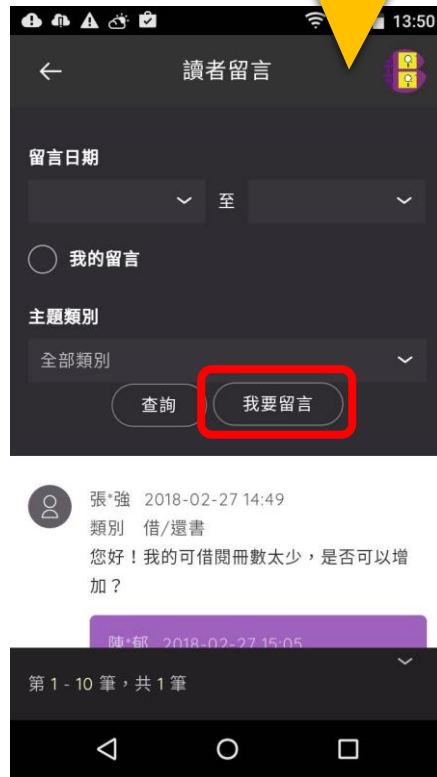 13:50
讀者留言
留言日期
至
我的留言
主題類別
全部類別
查詢 我要留言
張*強 2018-02-27 14:49
類別 借/還書
您好！我的可借閱冊數太少，是否可以增
加？
陳*郁 2018-02-27 15:05
第 1 - 10 筆，共 1 筆